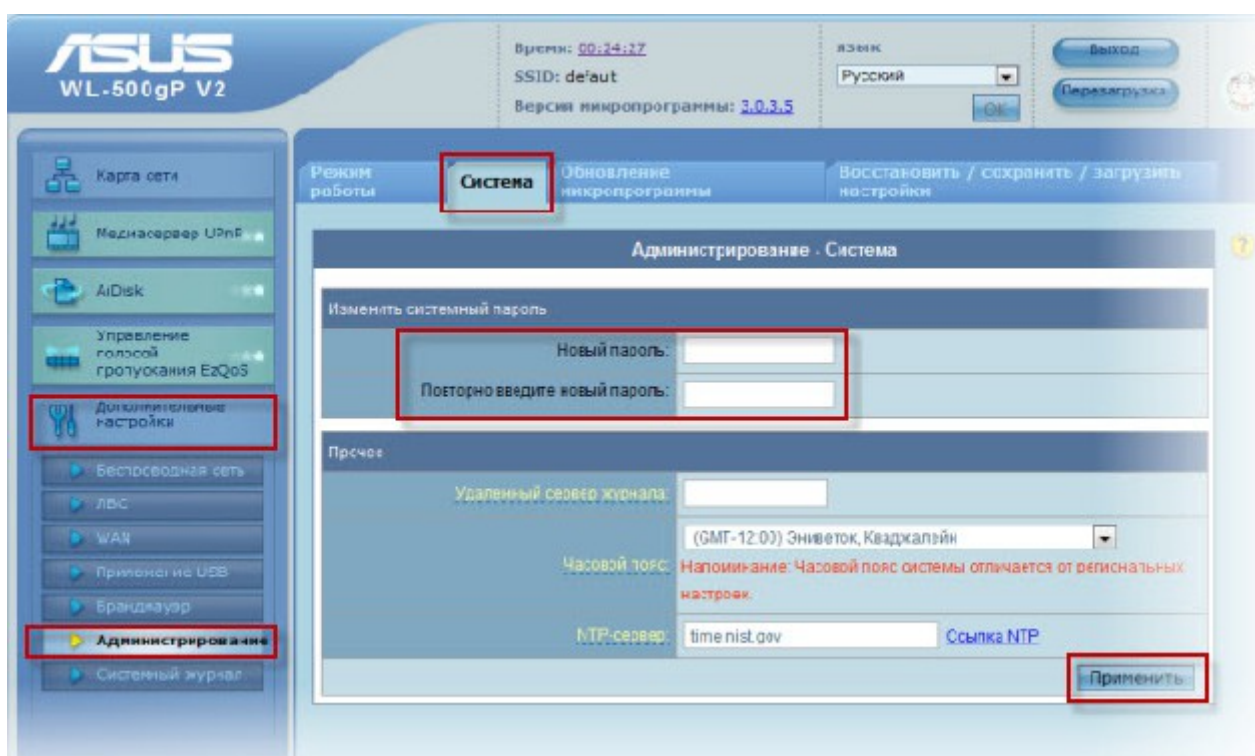 ASUS
WL-500gP V2
Время: 00:24:27
SSID: defaut
Версия микропрограммы: 3.0.3.5
язык
Русский
OK
Выход
Перезагрузка
Карта сети
Медиасервер UPnP
AiDisk
Управление
полосой
пропускания EzQoS
Дополнительные
настройки
Беспроводная сеть
ЛВС
WAN
Приложение USB
Брандмауэр
Администрирование
Системный журнал
Режим
работы
Система
Обновление
микропрограммы
Восстановить / сохранить / загрузить
настройки
Администрирование - Система
Изменить системный пароль
Новый пароль:
Повторно введите новый пароль:
Прочее
Удаленный сервер журнала:
Часовой пояс:
(GMT-12:00) Эниветок, Кваджалейн
Напоминание: Часовой пояс системы отличается от региональных
настроек.
NTP-сервер:
time.nist.gov
Ссылка NTP
Применить
?